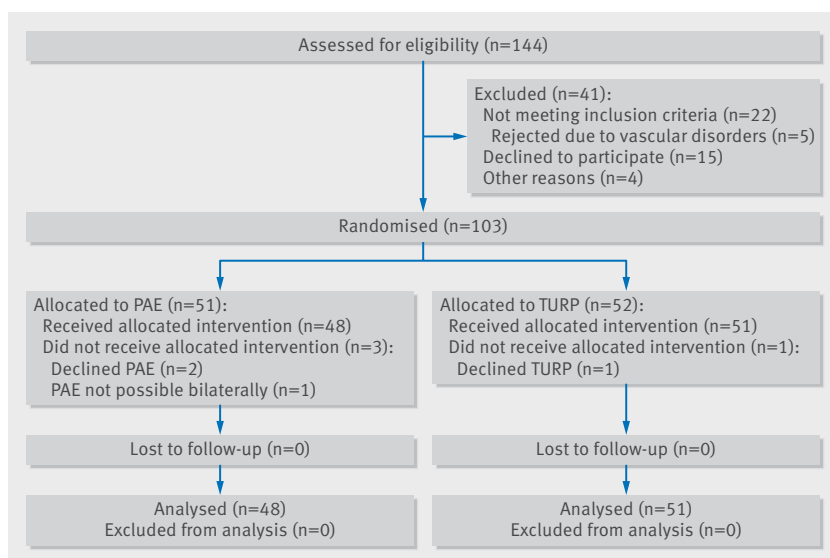 Assessed for eligibility (n=144)
Excluded (n=41):
Not meeting inclusion criteria (n=22)
Rejected due to vascular disorders (n=5)
Declined to participate (n=15)
Other reasons (n=4)
Randomised (n=103)
Allocated to PAE (n=51):
Received allocated intervention (n=48)
Did not receive allocated intervention (n=3):
Declined PAE (n=2)
PAE not possible bilaterally (n=1)
Allocated to TURP (n=52):
Received allocated intervention (n=51)
Did not receive allocated intervention (n=1):
Declined TURP (n=1)
Lost to follow-up (n=0)
Lost to follow-up (n=0)
Analysed (n=48)
Excluded from analysis (n=0)
Analysed (n=51)
Excluded from analysis (n=0)